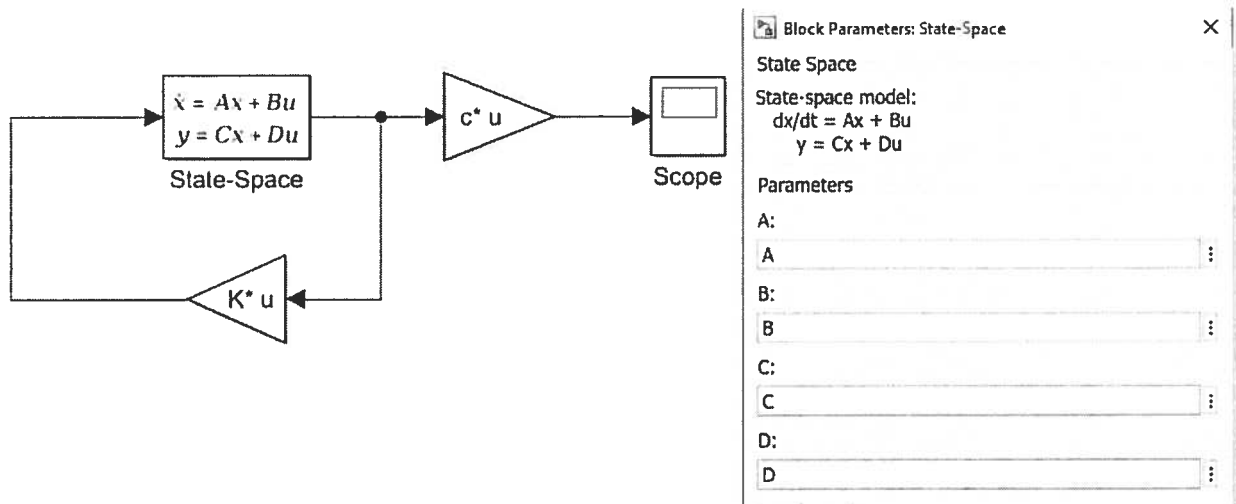 ẋ = Ax + Bu
y = Cx + Du
State-Space
c* u
Scope
K* u
Block Parameters: State-Space
State Space
State-space model:
dx/dt = Ax + Bu
y = Cx + Du
Parameters
A:
A
B:
B
C:
C
D:
D